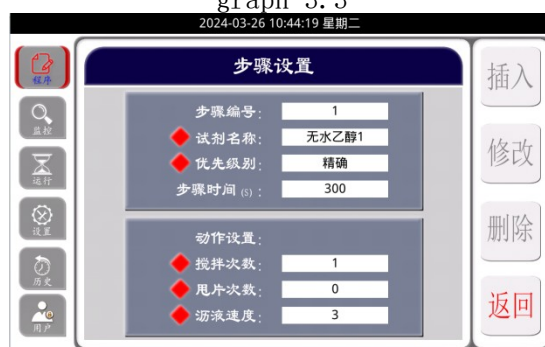 graph 3.3
2024-03-26 10:44:19 星期二
程序
监控
运行
设置
历史
用户
步骤设置
步骤编号: 1
试剂名称: 无水乙醇1
优先级别: 精确
步骤时间 (S) : 300
动作设置:
搅拌次数: 1
甩片次数: 0
沥液速度: 3
插入
修改
删除
返回